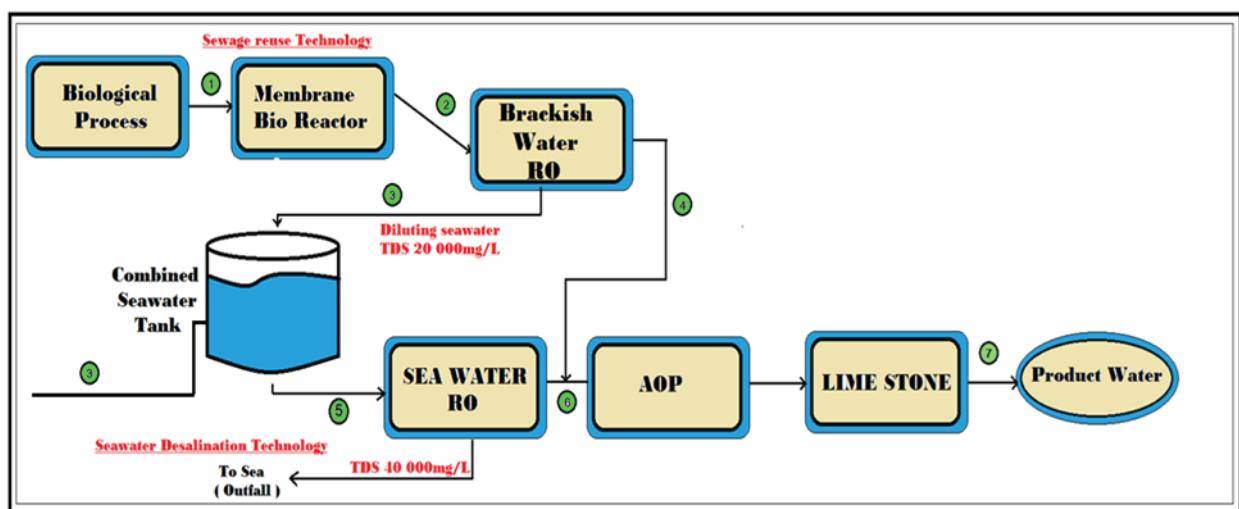 Sewage reuse Technology
Biological
Process
1
Membrane
Bio Reactor
2
Brackish
Water
RO
3
4
Diluting seawater
TDS 20 000mg/L
Combined
Seawater
Tank
3
5
SEA WATER
RO
6
AOP
LIME STONE
7
Product Water
Seawater Desalination Technology
TDS 40 000mg/L
To Sea
( Outfall )